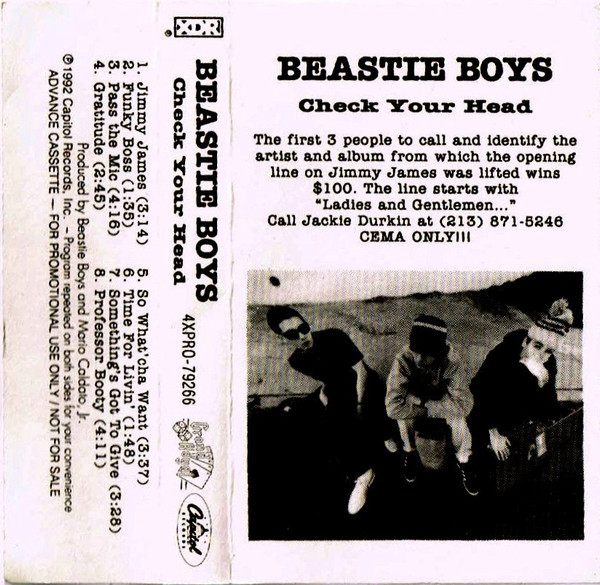 BEASTIE BOYS
Check Your Head
The first 3 people to call and identify the
artist and album from which the opening
line on Jimmy James was lifted wins
$100. The line starts with
"Ladies and Gentlemen..."
Call Jackie Durkin at (213) 871-5246
CEMA ONLY!!!
XDR
BEASTIE BOYS
Check Your Head
4XPRO-79266
Grand Royal
Capitol
RECORDS
1. Jimmy James (3:14)
2. Funky Boss (1:35)
3. Pass the Mic (4:16)
4. Gratitude (2:45)
5. So What'cha Want (3:37)
6. Time For Livin' (1:48)
7. Something's Got To Give (3:28)
8. Professor Booty (4:11)
Produced by Beastie Boys and Mario Caldato, Jr.
℗ 1992 Capitol Records, Inc. – Program repeated on both sides for your convenience
ADVANCE CASSETTE — FOR PROMOTIONAL USE ONLY / NOT FOR SALE